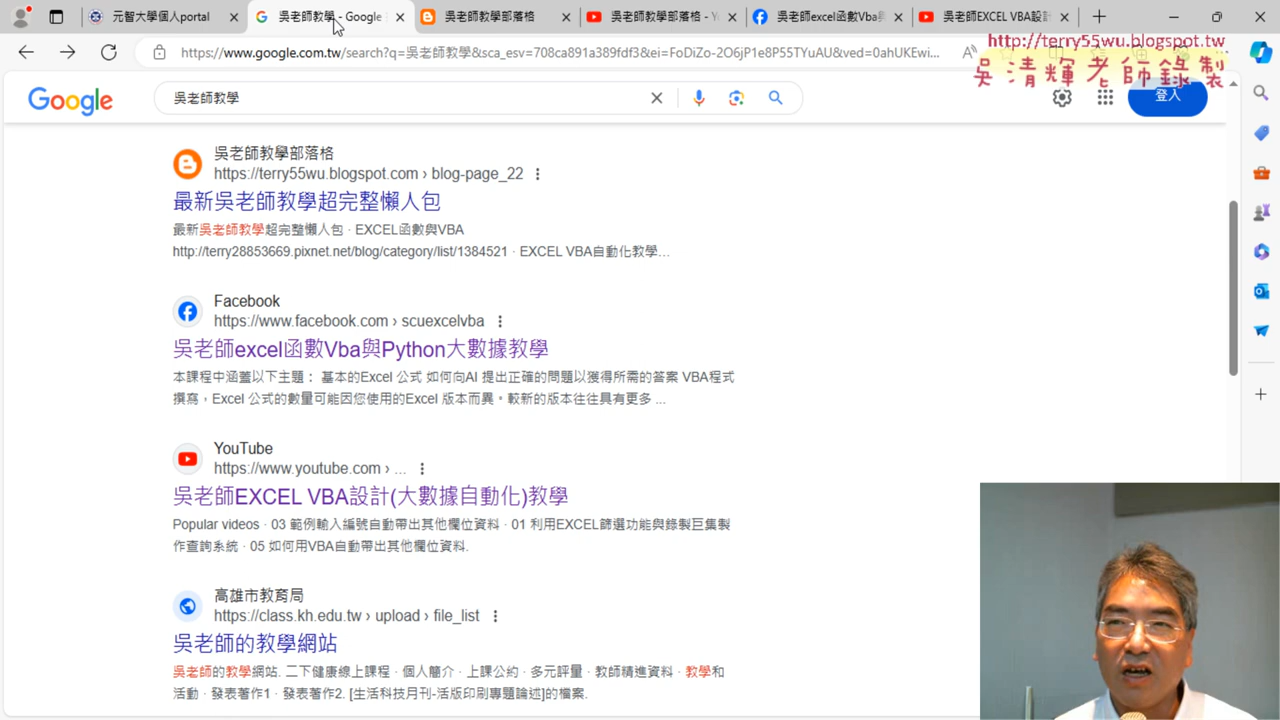 元智大學個人portal
吳老師教學 - Google
吳老師教學部落格
吳老師教學部落格 - Y
吳老師excel函數Vba與
吳老師EXCEL VBA設計
https://www.google.com.tw/search?q=吳老師教學&sca_esv=708ca891a389fdf3&ei=FoDiZo-2O6jP1e8P55TYuAU&ved=0ahUKEwi...
http://terry55wu.blogspot.tw
吳清輝老師錄製
Google
吳老師教學
登入
吳老師教學部落格
https://terry55wu.blogspot.com › blog-page_22
最新吳老師教學超完整懶人包
最新吳老師教學超完整懶人包 · EXCEL函數與VBA
http://terry28853669.pixnet.net/blog/category/list/1384521 · EXCEL VBA自動化教學...
Facebook
https://www.facebook.com › scuexcelvba
吳老師excel函數Vba與Python大數據教學
本課程中涵蓋以下主題： 基本的Excel 公式 如何向AI 提出正確的問題以獲得所需的答案 VBA程式
撰寫，Excel 公式的數量可能因您使用的Excel 版本而異。較新的版本往往具有更多 ...
YouTube
https://www.youtube.com › ...
吳老師EXCEL VBA設計(大數據自動化)教學
Popular videos · 03 範例輸入編號自動帶出其他欄位資料 · 01 利用EXCEL篩選功能與錄製巨集製
作查詢系統 · 05 如何用VBA自動帶出其他欄位資料.
高雄市教育局
https://class.kh.edu.tw › upload › file_list
吳老師的教學網站
吳老師的教學網站. 二下健康線上課程 · 個人簡介 · 上課公約 · 多元評量 · 教師精進資料 · 教學和
活動 · 發表著作1 · 發表著作2. [生活科技月刊-活版印刷專題論述]的檔案.